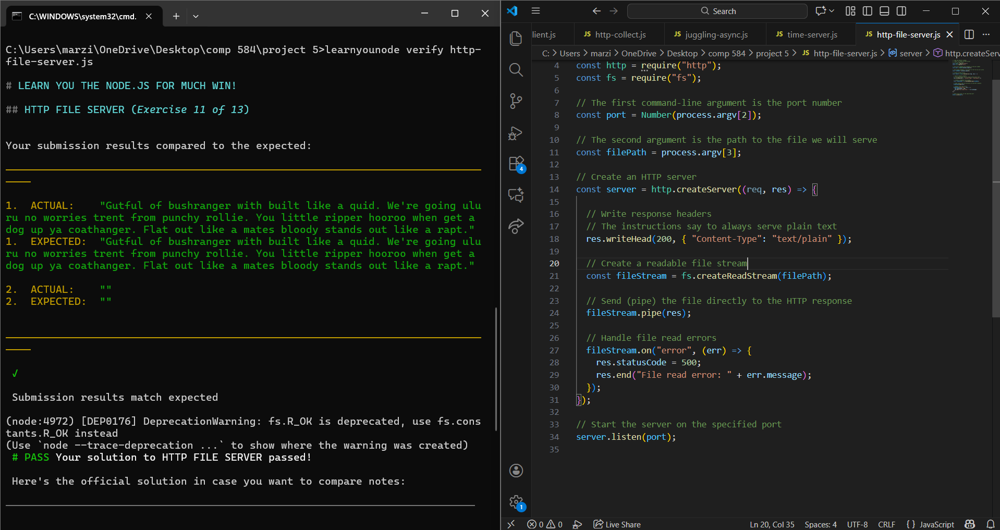 C:\WINDOWS\system32\cmd.
C:\Users\marzi\OneDrive\Desktop\comp 584\project 5>learnyounode verify http-
file-server.js
# LEARN YOU THE NODE.JS FOR MUCH WIN!
## HTTP FILE SERVER (Exercise 11 of 13)
Your submission results compared to the expected:
1.  ACTUAL:    "Gutful of bushranger with built like a quid. We're going ulu
ru no worries trent from punchy rollie. You little ripper hooroo when get a
dog up ya coathanger. Flat out like a mates bloody stands out like a rapt."
1.  EXPECTED:  "Gutful of bushranger with built like a quid. We're going ulu
ru no worries trent from punchy rollie. You little ripper hooroo when get a
dog up ya coathanger. Flat out like a mates bloody stands out like a rapt."
2.  ACTUAL:    ""
2.  EXPECTED:  ""
√
Submission results match expected
(node:4972) [DEP0176] DeprecationWarning: fs.R_OK is deprecated, use fs.cons
tants.R_OK instead
(Use `node --trace-deprecation ...` to show where the warning was created)
# PASS Your solution to HTTP FILE SERVER passed!
Here's the official solution in case you want to compare notes:
Search
lient.js JS http-collect.js JS juggling-async.js JS time-server.js JS http-file-server.js
C: > Users > marzi > OneDrive > Desktop > comp 584 > project 5 > JS http-file-server.js > server > http.createServ
4 const http = require("http");
5 const fs = require("fs");
6
7 // The first command-line argument is the port number
8 const port = Number(process.argv[2]);
9
10 // The second argument is the path to the file we will serve
11 const filePath = process.argv[3];
12
13 // Create an HTTP server
14 const server = http.createServer((req, res) => {
15
16   // Write response headers
17   // The instructions say to always serve plain text
18   res.writeHead(200, { "Content-Type": "text/plain" });
19
20   // Create a readable file stream
21   const fileStream = fs.createReadStream(filePath);
22
23   // Send (pipe) the file directly to the HTTP response
24   fileStream.pipe(res);
25
26   // Handle file read errors
27   fileStream.on("error", (err) => {
28     res.statusCode = 500;
29     res.end("File read error: " + err.message);
30   });
31 });
32
33 // Start the server on the specified port
34 server.listen(port);
35
4
1
0 0 Live Share Ln 20, Col 35 Spaces: 4 UTF-8 CRLF { } JavaScript